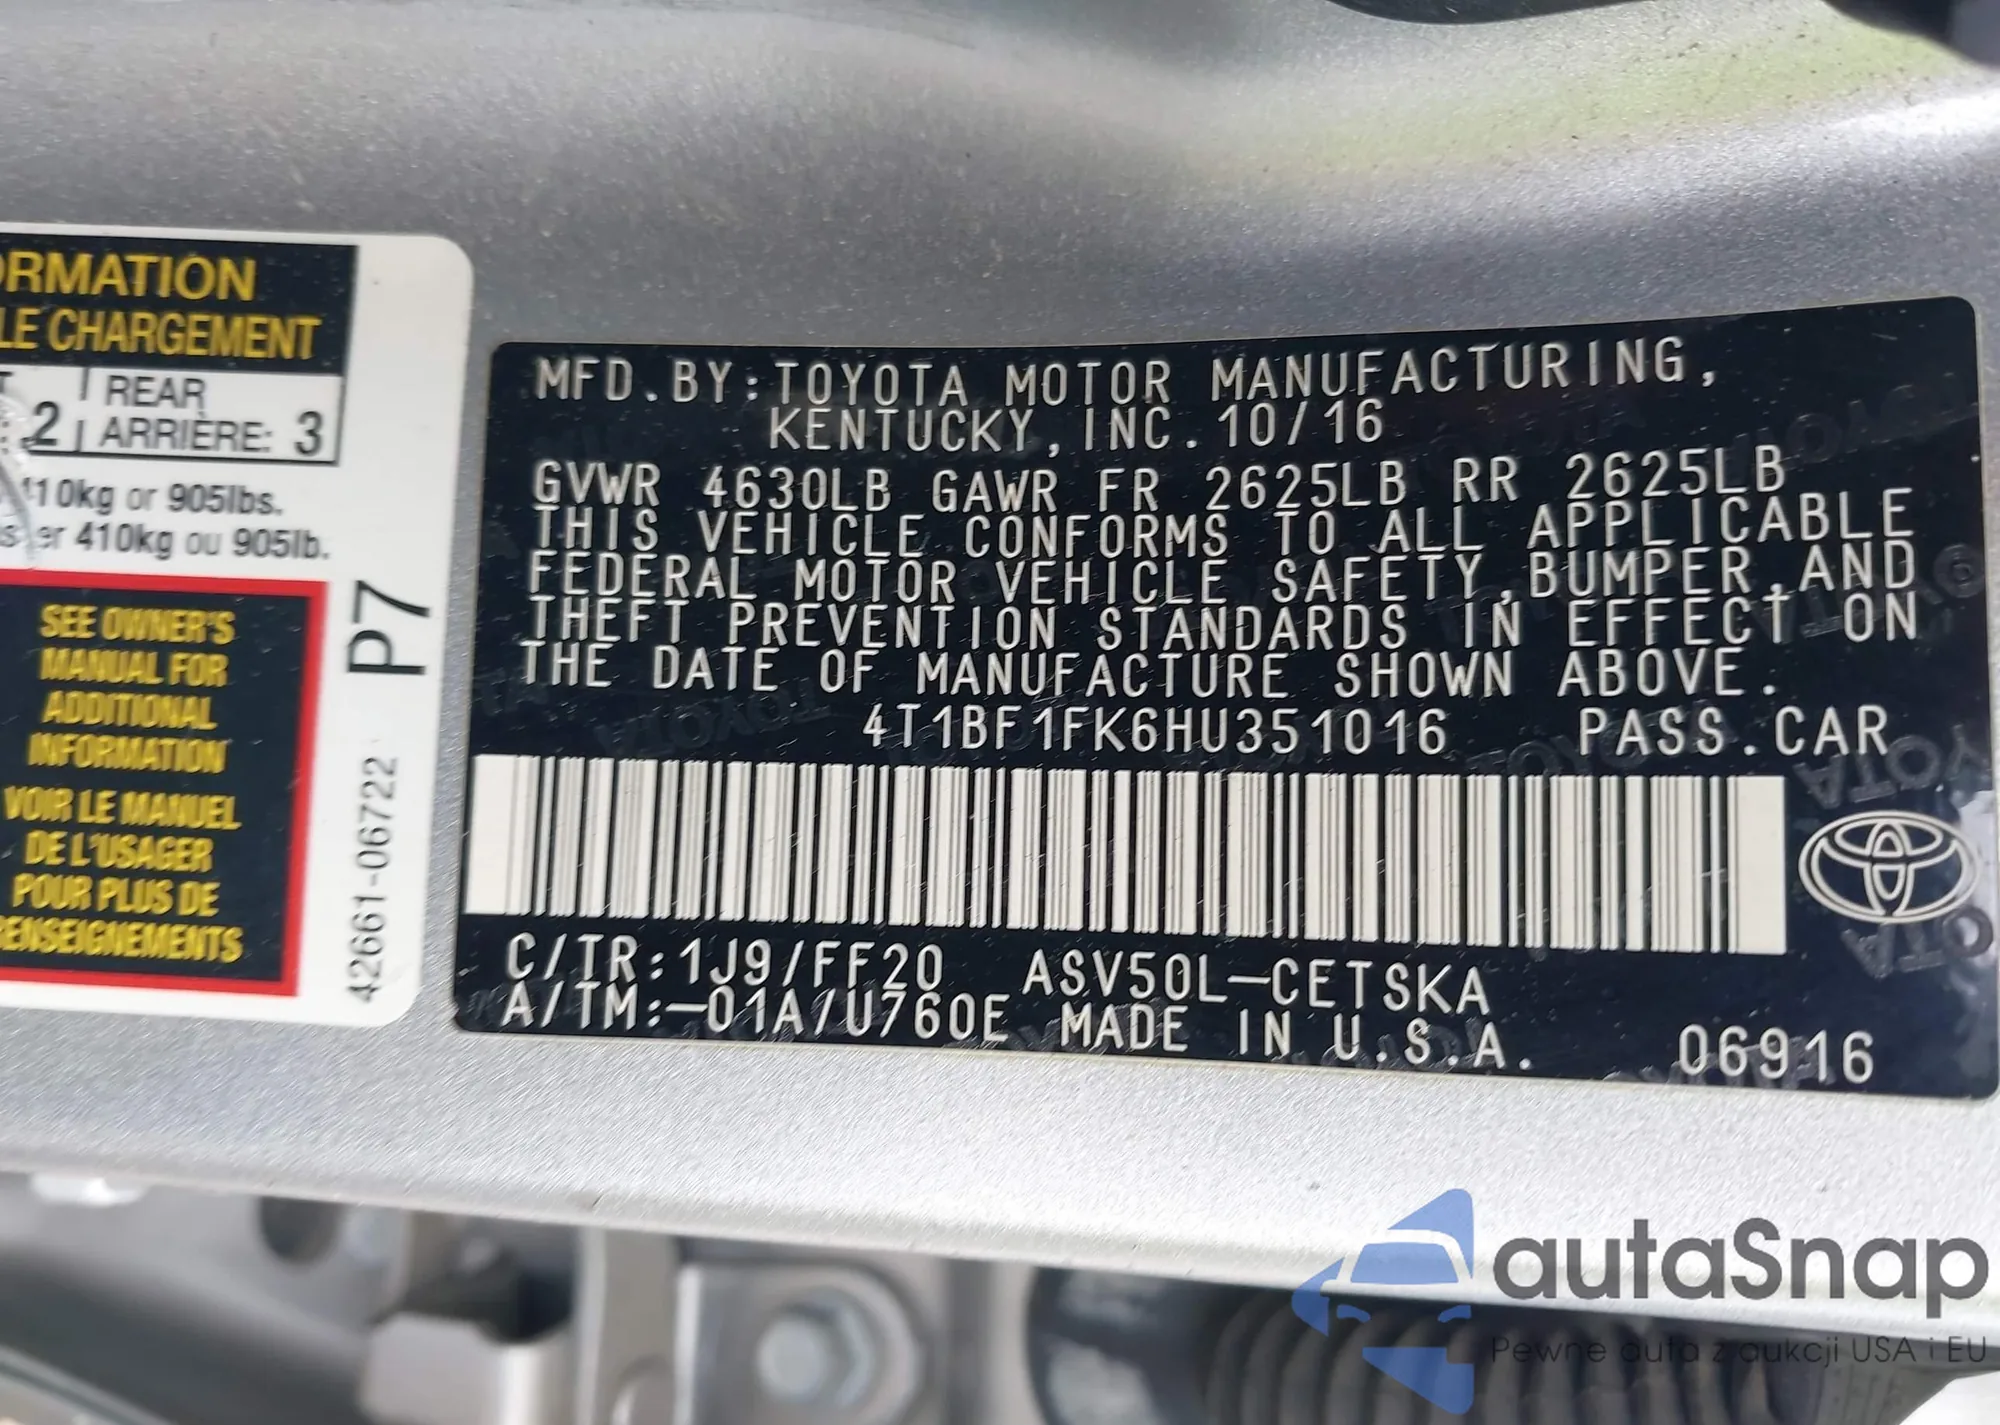 ORMATION
LE CHARGEMENT
REAR
2 ARRIÈRE: 3
410kg or 905lbs.
er 410kg ou 905lb.
SEE OWNER'S
MANUAL FOR
ADDITIONAL
INFORMATION
VOIR LE MANUEL
DE L'USAGER
POUR PLUS DE
RENSEIGNEMENTS
P7
42661-06722
MFD.BY:TOYOTA MOTOR MANUFACTURING,
KENTUCKY,INC.10/16
GVWR 4630LB GAWR FR 2625LB RR 2625LB
THIS VEHICLE CONFORMS TO ALL APPLICABLE
FEDERAL MOTOR VEHICLE SAFETY,BUMPER,AND
THEFT PREVENTION STANDARDS IN EFFECT ON
THE DATE OF MANUFACTURE SHOWN ABOVE.
4T1BF1FK6HU351016 PASS.CAR
C/TR:1J9/FF20 ASV50L-CETSKA
A/TM:-01A/U760E MADE IN U.S.A. 06916
autaSnap
Pewne auta z aukcji USA i EU